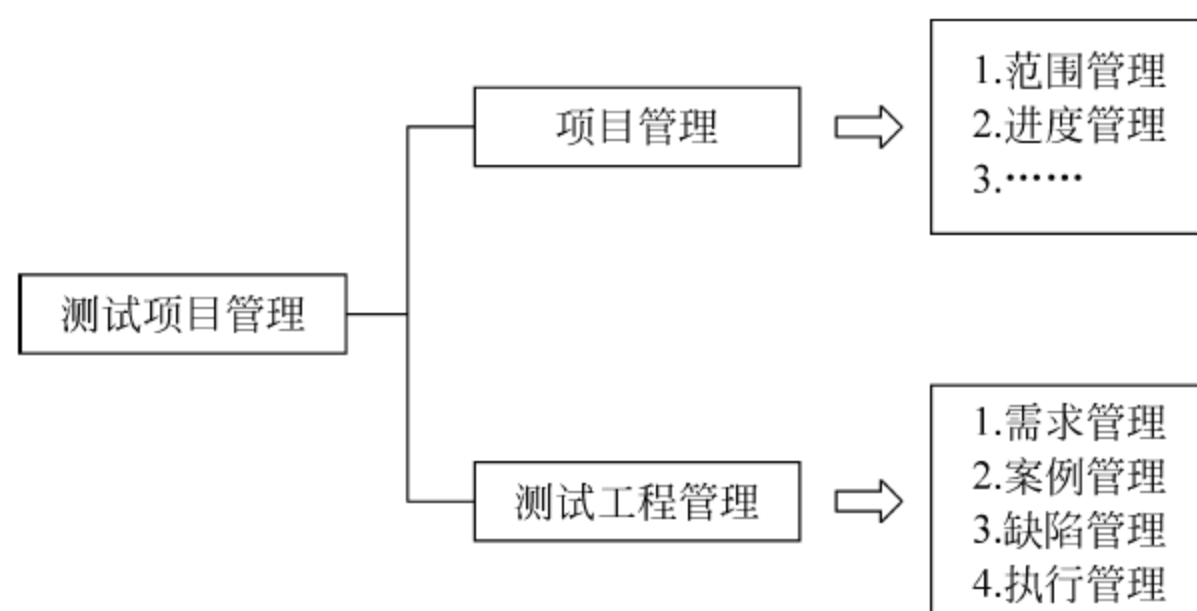 项目管理
1.范围管理
2.进度管理
3.……
测试项目管理
测试工程管理
1.需求管理
2.案例管理
3.缺陷管理
4.执行管理